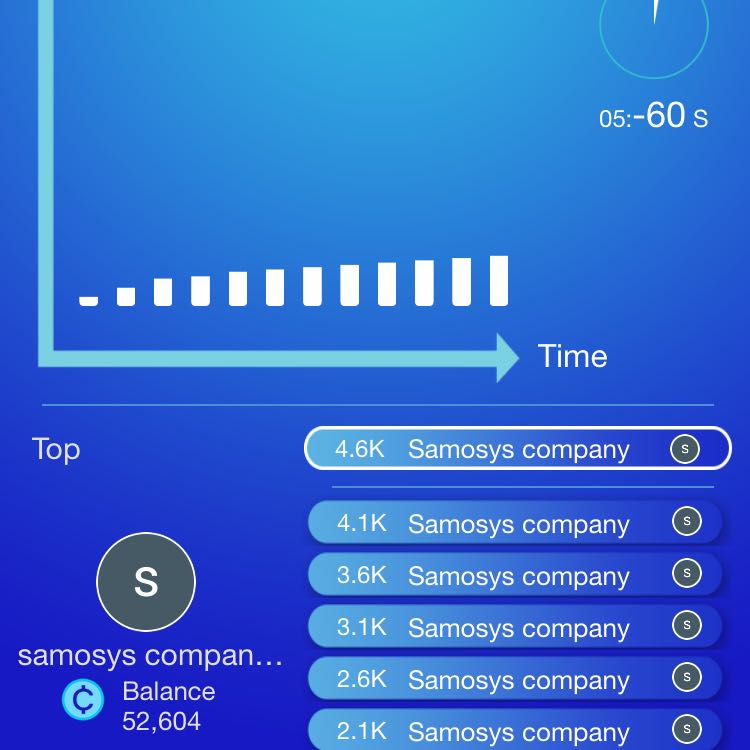 05:-60 S
Time
Top
4.6K Samosys company s
4.1K Samosys company s
3.6K Samosys company s
3.1K Samosys company s
2.6K Samosys company s
2.1K Samosys company s
s
samosys compan...
¢ Balance
52,604